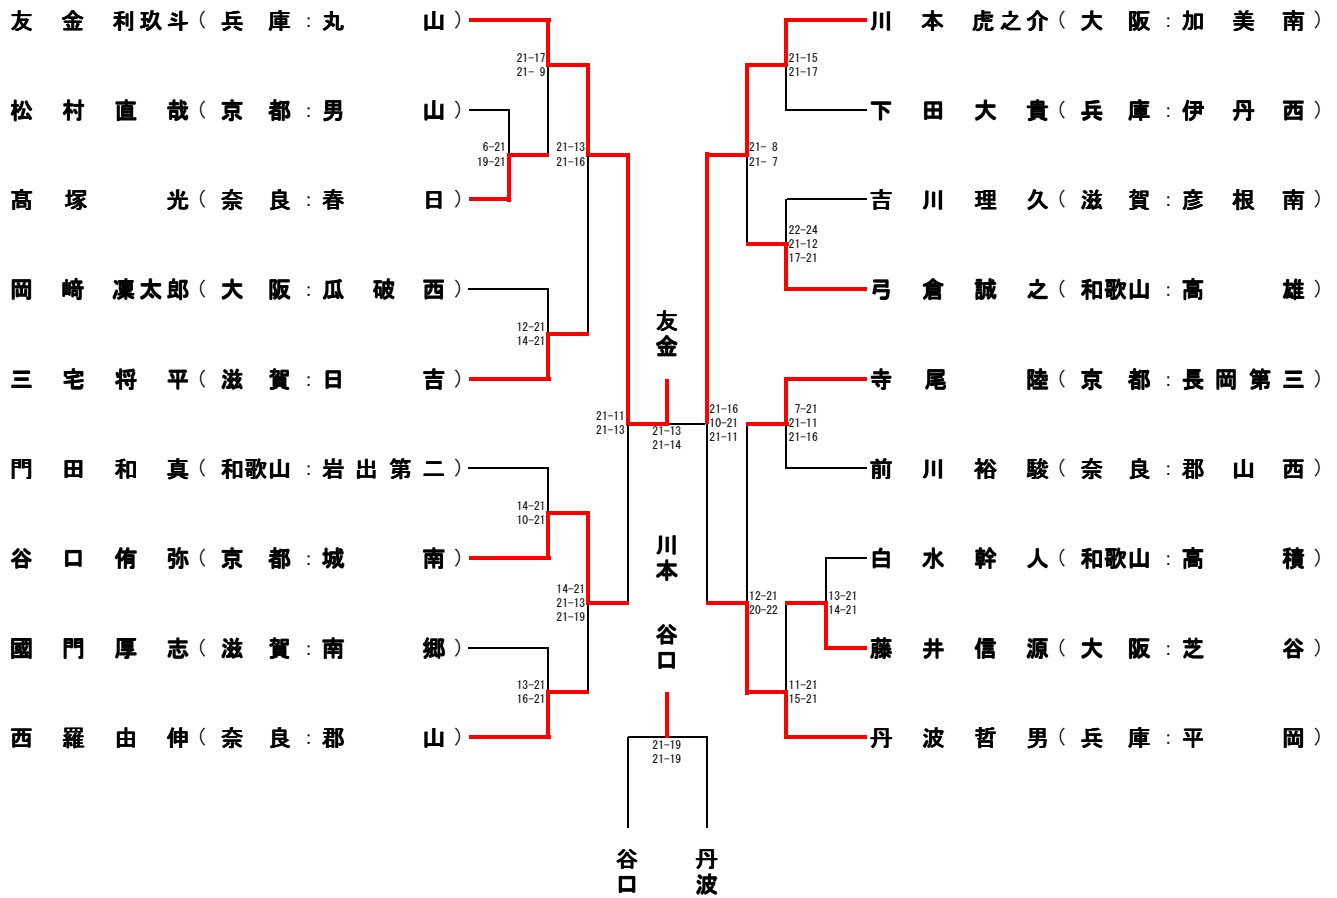 友金利玖斗(兵庫:丸山)
松村直哉(京都:男山)
髙塚光(奈良:春日)
岡﨑凜太郎(大阪:瓜破西)
三宅将平(滋賀:日吉)
門田和真(和歌山:岩出第二)
谷口侑弥(京都:城南)
國門厚志(滋賀:南郷)
西羅由伸(奈良:郡山)
21-17
21- 9
6-21
19-21
21-13
21-16
12-21
14-21
21-11
21-13
14-21
10-21
14-21
21-13
21-19
13-21
16-21
友金
21-13
21-14
川本
谷口
21-19
21-19
谷口
丹波
川本虎之介(大阪:加美南)
下田大貴(兵庫:伊丹西)
吉川理久(滋賀:彦根南)
弓倉誠之(和歌山:高雄)
寺尾陸(京都:長岡第三)
前川裕駿(奈良:郡山西)
白水幹人(和歌山:高積)
藤井信源(大阪:芝谷)
丹波哲男(兵庫:平岡)
21-15
21-17
21- 8
21- 7
22-24
21-12
17-21
21-16
10-21
21-11
7-21
21-11
21-16
12-21
20-22
13-21
14-21
11-21
15-21